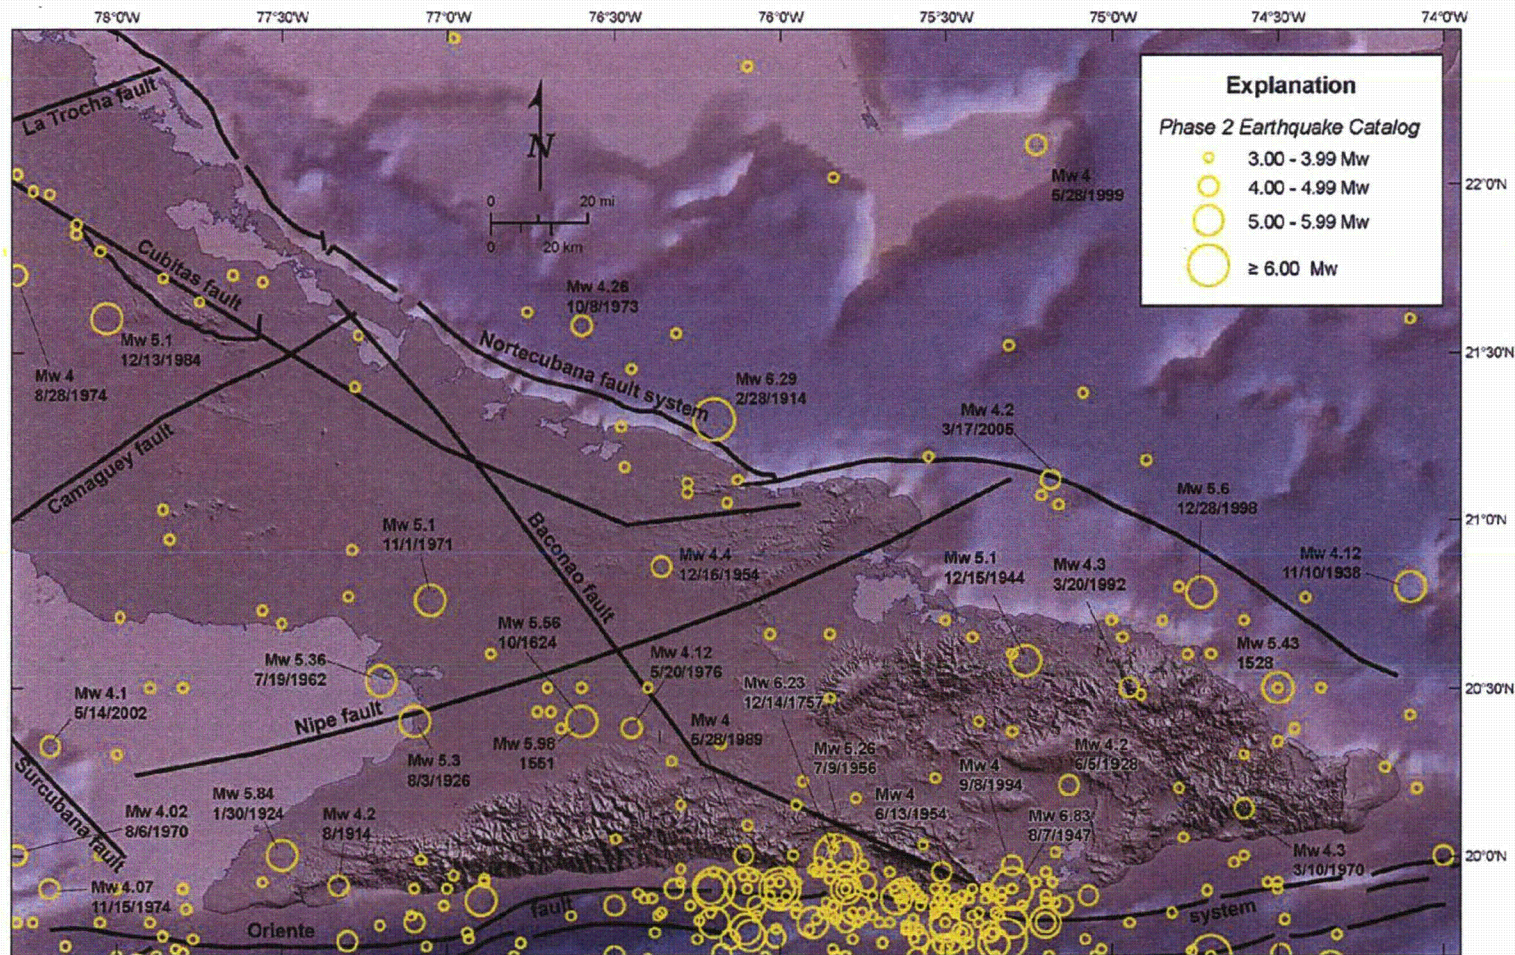 78°0'W 77°30'W 77°0'W 76°30'W 76°0'W 75°30'W 75°0'W 74°30'W 74°0'W
Explanation
Phase 2 Earthquake Catalog
3.00 - 3.99 Mw
4.00 - 4.99 Mw
5.00 - 5.99 Mw
≥ 6.00 Mw
La Trocha fault
N
0 20 mi
0 20 km
Mw 4
5/28/1999
22°0'N
Cubitas fault
Mw 4.26
10/8/1973
Mw 5.1
12/13/1984
Nortecubana fault system
21°30'N
Mw 4
8/28/1974
Mw 6.29
2/28/1914
Mw 4.2
3/17/2005
Camaguey fault
Mw 5.6
12/28/1998
Mw 5.1
11/1/1971
Baconao fault
21°0'N
Mw 4.4
12/16/1954
Mw 5.1
12/15/1944
Mw 4.3
3/20/1992
Mw 4.12
11/10/1938
Mw 5.56
10/1624
Mw 5.36
7/19/1962
Mw 4.12
5/20/1976
Mw 5.43
1528
Mw 4.1
5/14/2002
Nipe fault
Mw 6.23
12/14/1757
20°30'N
Mw 5.98
1551
Mw 4
5/28/1989
Mw 5.3
8/3/1926
Mw 5.26
7/9/1956
Mw 4
9/8/1994
Mw 4.2
6/5/1928
Surcubana fault
Mw 4.02
8/6/1970
Mw 5.84
1/30/1924
Mw 4.2
8/1914
Mw 4
6/13/1954
Mw 6.83
8/7/1947
Mw 4.3
3/10/1970
20°0'N
Mw 4.07
11/15/1974
Oriente fault system